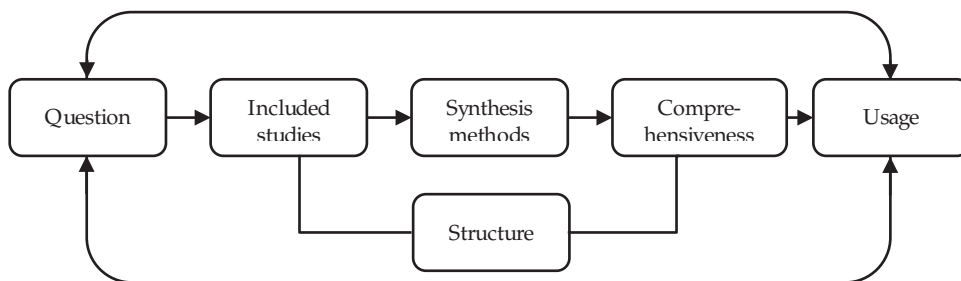 Question
Included
studies
Synthesis
methods
Compre-
hensiveness
Usage
Structure